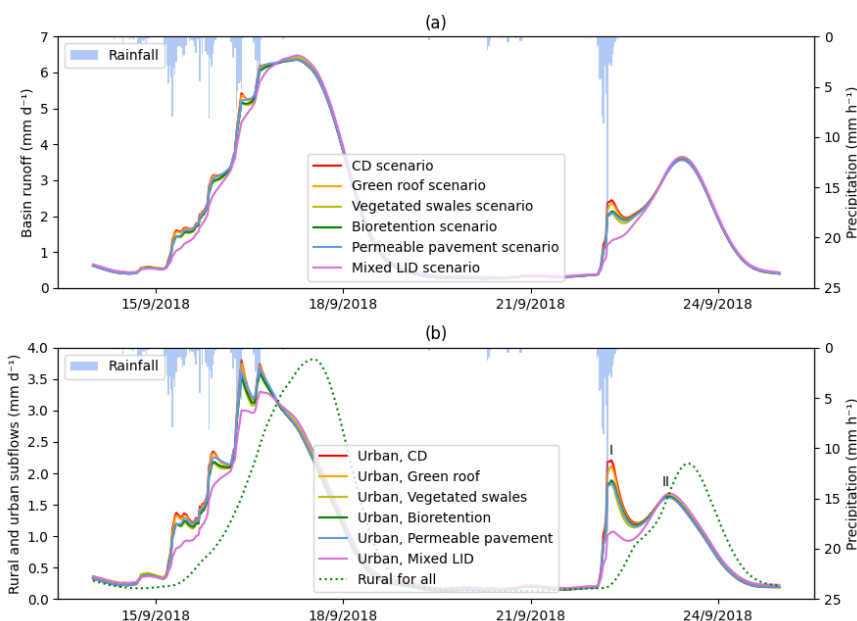 (a)
Basin runoff (mm d⁻¹)
7
6
5
4
3
2
1
0
Rainfall
CD scenario
Green roof scenario
Vegetated swales scenario
Bioretention scenario
Permeable pavement scenario
Mixed LID scenario
0
5
10
15
20
25
Precipitation (mm h⁻¹)
15/9/2018 18/9/2018 21/9/2018 24/9/2018
(b)
Rural and urban subflows (mm d⁻¹)
4.0
3.5
3.0
2.5
2.0
1.5
1.0
0.5
0.0
Rainfall
I
II
Urban, CD
Urban, Green roof
Urban, Vegetated swales
Urban, Bioretention
Urban, Permeable pavement
Urban, Mixed LID
Rural for all
0
5
10
15
20
25
Precipitation (mm h⁻¹)
15/9/2018 18/9/2018 21/9/2018 24/9/2018